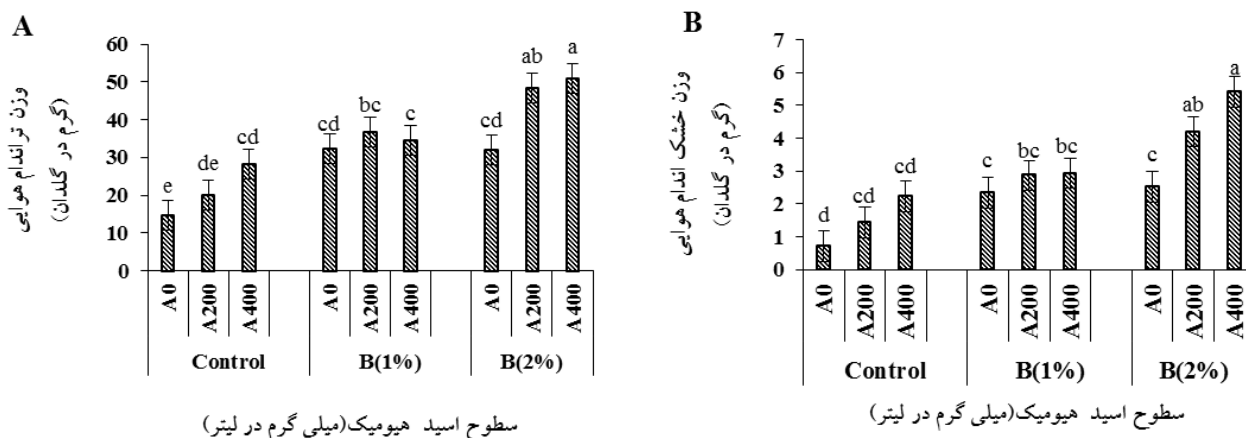 A
وزن تر اندام هوایی
(گرم در گلدان)
60
50
40
30
20
10
0
e
de
cd
cd
bc
c
cd
ab
a
A0
A200
A400
A0
A200
A400
A0
A200
A400
Control
B(1%)
B(2%)
سطوح اسید هیومیک(میلی گرم در لیتر)
B
وزن خشک اندام هوایی
(گرم در گلدان)
7
6
5
4
3
2
1
0
d
cd
cd
c
bc
bc
c
ab
a
A0
A200
A400
A0
A200
A400
A0
A200
A400
Control
B(1%)
B(2%)
سطوح اسید هیومیک(میلی گرم در لیتر)